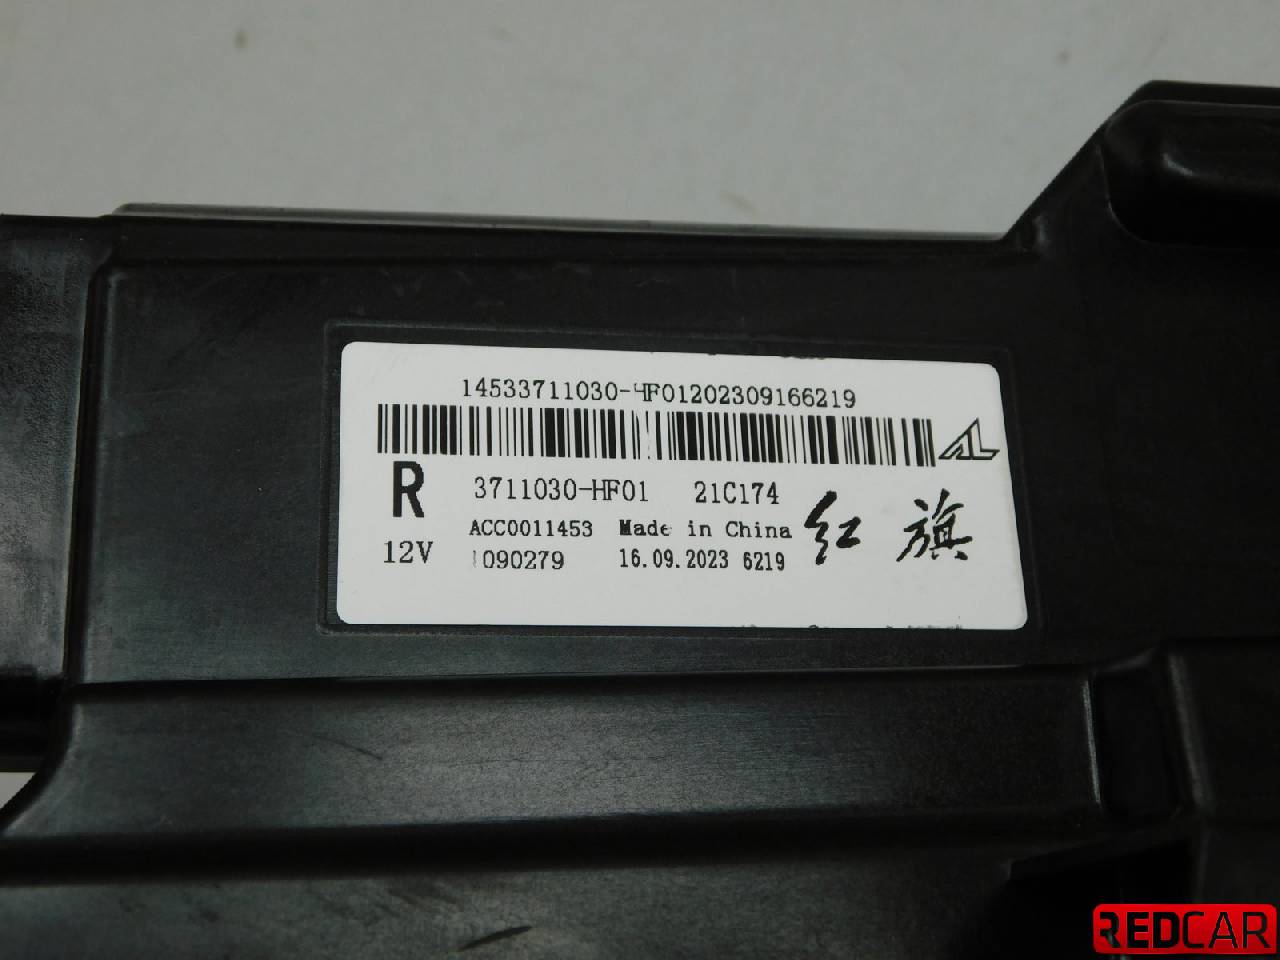 14533711030-HF01202309166219
R 3711030-HF01 21C174
ACC0011453 Made in China 红旗
12V 1090279 16.09.2023 6219
REDCAR